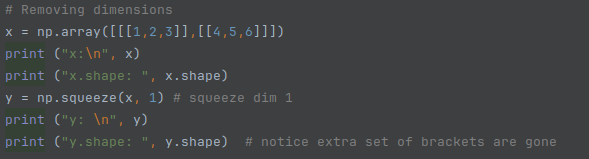 # Removing dimensions
x = np.array([[[1,2,3]],[[4,5,6]]])
print ("x:\n", x)
print ("x.shape: ", x.shape)
y = np.squeeze(x, 1) # squeeze dim 1
print ("y: \n", y)
print ("y.shape: ", y.shape)  # notice extra set of brackets are gone